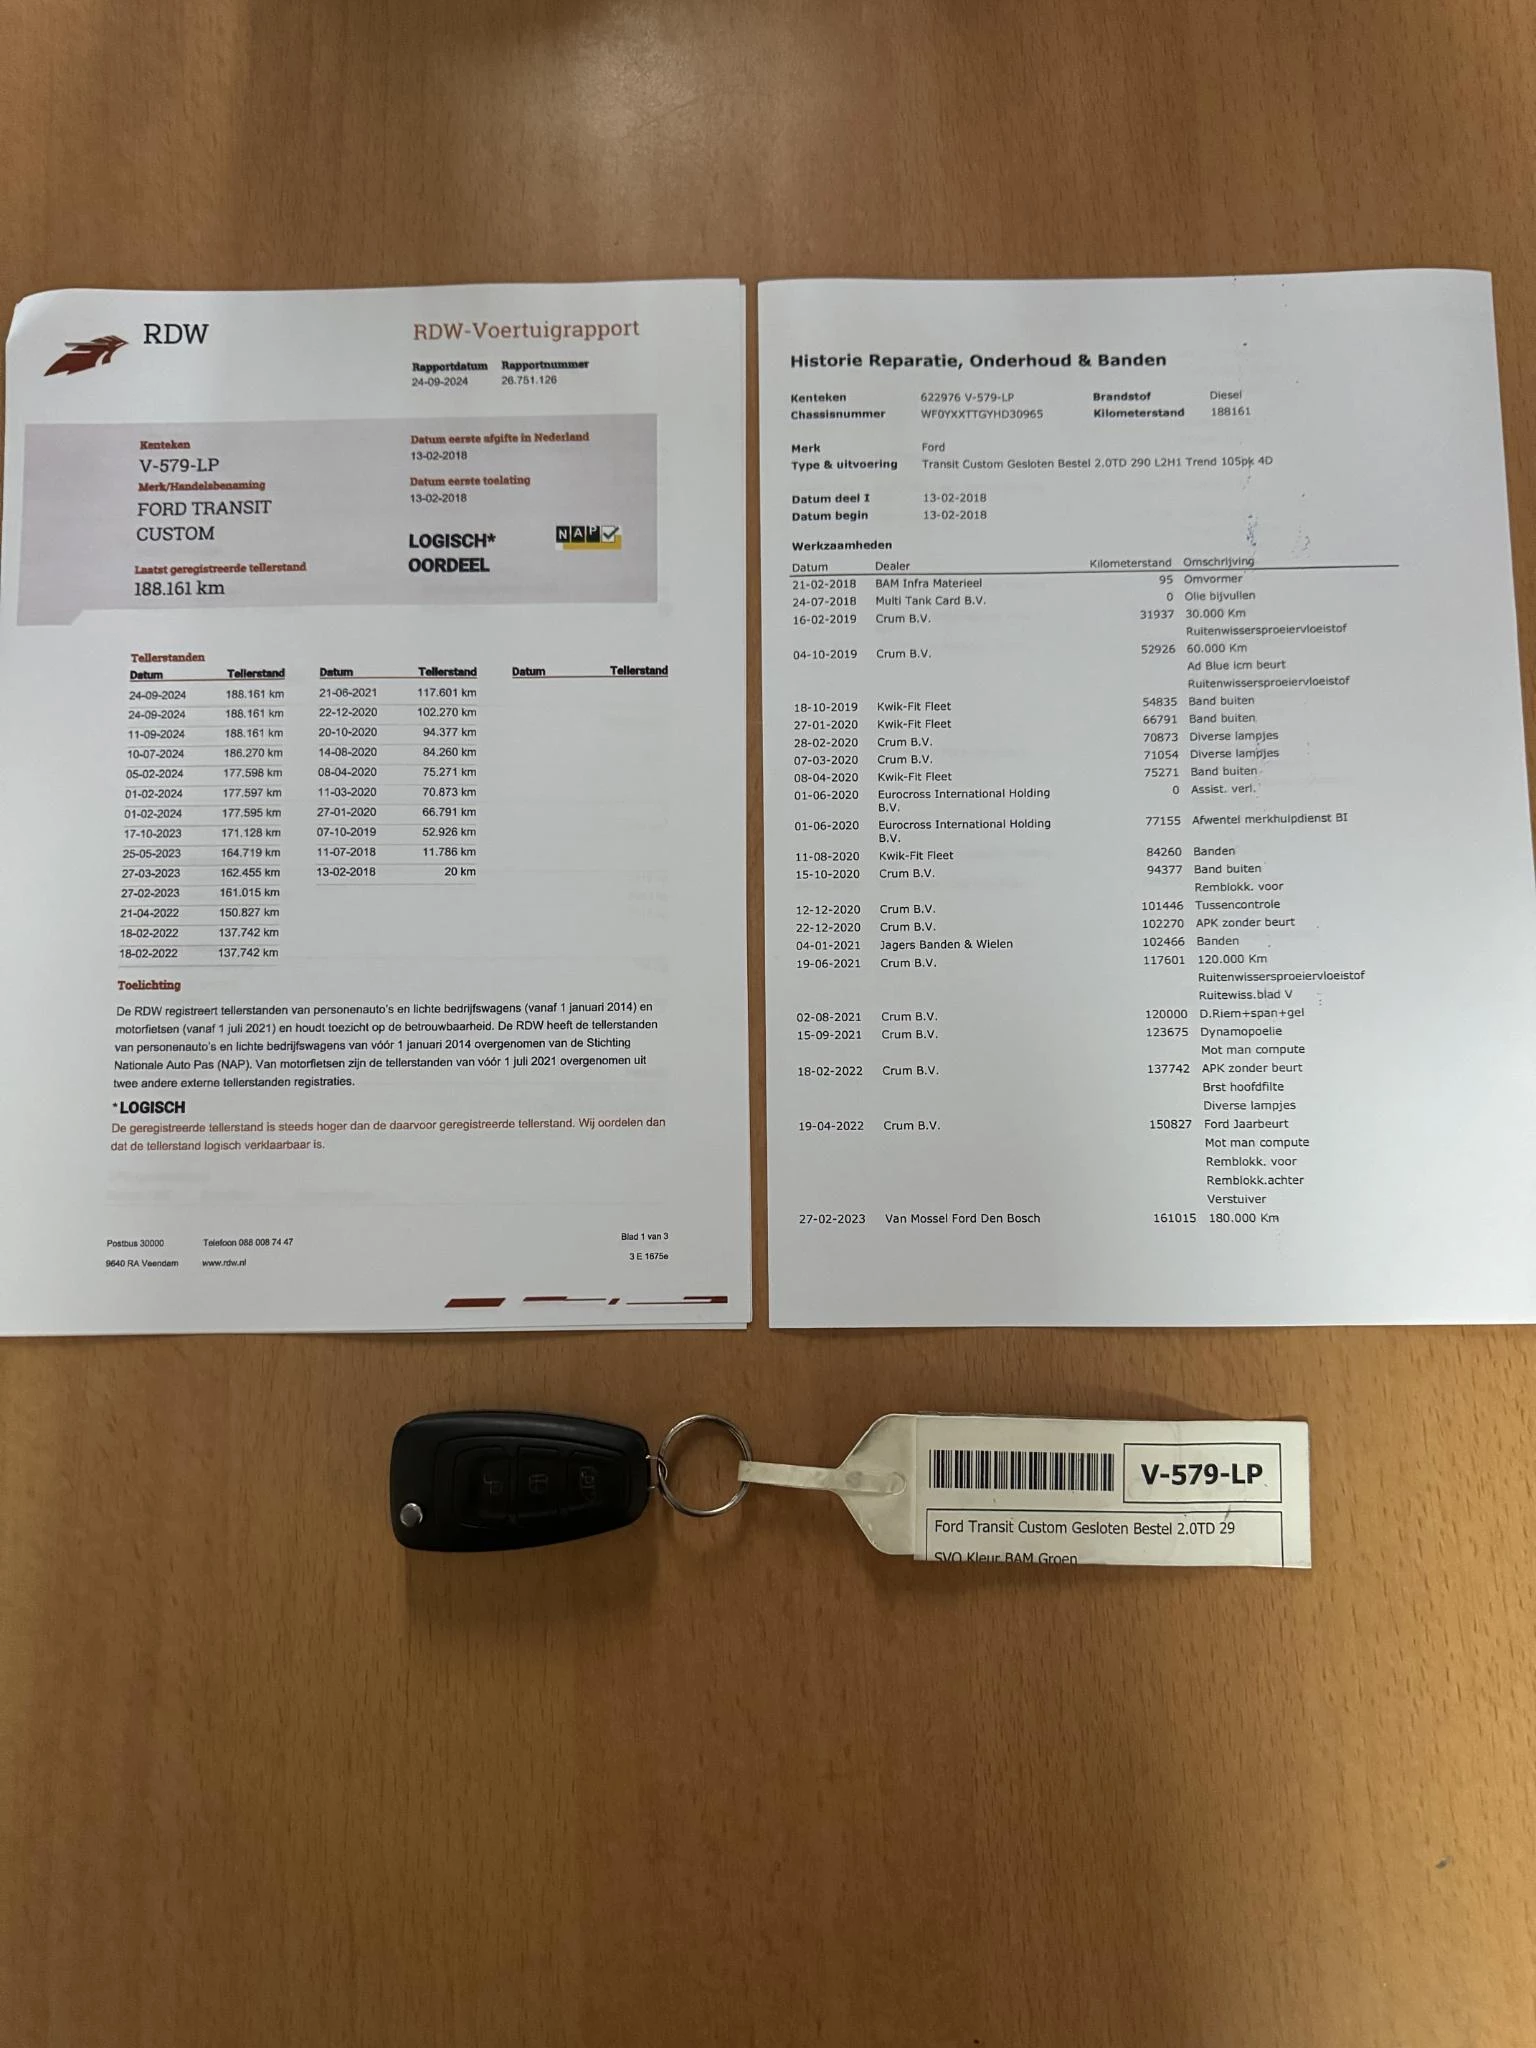 RDW
RDW-Voertuigrapport
Rapportdatum Rapportnummer
24-09-2024 26.751.126
Kenteken
V-579-LP
Merk/Handelsbenaming
FORD TRANSIT
CUSTOM
Laatst geregistreerde tellerstand
188.161 km
Datum eerste afgifte in Nederland
13-02-2018
Datum eerste toelating
13-02-2018
LOGISCH*
OORDEEL
NAP
Tellerstanden
Datum Tellerstand Datum Tellerstand Datum Tellerstand
24-09-2024 188.161 km 21-06-2021 117.601 km
24-09-2024 188.161 km 22-12-2020 102.270 km
11-09-2024 188.161 km 20-10-2020 94.377 km
10-07-2024 186.270 km 14-08-2020 84.260 km
05-02-2024 177.598 km 08-04-2020 75.271 km
01-02-2024 177.597 km 11-03-2020 70.873 km
01-02-2024 177.595 km 27-01-2020 66.791 km
17-10-2023 171.128 km 07-10-2019 52.926 km
25-05-2023 164.719 km 11-07-2018 11.786 km
27-03-2023 162.455 km 13-02-2018 20 km
27-02-2023 161.015 km
21-04-2022 150.827 km
18-02-2022 137.742 km
18-02-2022 137.742 km
Toelichting
De RDW registreert tellerstanden van personenauto's en lichte bedrijfswagens (vanaf 1 januari 2014) en
motorfietsen (vanaf 1 juli 2021) en houdt toezicht op de betrouwbaarheid. De RDW heeft de tellerstanden
van personenauto's en lichte bedrijfswagens van vóór 1 januari 2014 overgenomen van de Stichting
Nationale Auto Pas (NAP). Van motorfietsen zijn de tellerstanden van vóór 1 juli 2021 overgenomen uit
twee andere externe tellerstanden registraties.
*LOGISCH
De geregistreerde tellerstand is steeds hoger dan de daarvoor geregistreerde tellerstand. Wij oordelen dan
dat de tellerstand logisch verklaarbaar is.
Postbus 30000 Telefoon 088 008 74 47 Blad 1 van 3
9640 RA Veendam www.rdw.nl 3 E 1675e
Historie Reparatie, Onderhoud & Banden
Kenteken 622976 V-579-LP Brandstof Diesel
Chassisnummer WF0YXXTTGYHD30965 Kilometerstand 188161
Merk Ford
Type & uitvoering Transit Custom Gesloten Bestel 2.0TD 290 L2H1 Trend 105pk 4D
Datum deel I 13-02-2018
Datum begin 13-02-2018
Werkzaamheden
Datum Dealer Kilometerstand Omschrijving
21-02-2018 BAM Infra Materieel 95 Omvormer
24-07-2018 Multi Tank Card B.V. 0 Olie bijvullen
16-02-2019 Crum B.V. 31937 30.000 Km
Ruitenwissersproeiervloeistof
04-10-2019 Crum B.V. 52926 60.000 Km
Ad Blue icm beurt
Ruitenwissersproeiervloeistof
18-10-2019 Kwik-Fit Fleet 54835 Band buiten
27-01-2020 Kwik-Fit Fleet 66791 Band buiten
28-02-2020 Crum B.V. 70873 Diverse lampjes
07-03-2020 Crum B.V. 71054 Diverse lampjes
08-04-2020 Kwik-Fit Fleet 75271 Band buiten
01-06-2020 Eurocross International Holding 0 Assist. verl.
B.V.
01-06-2020 Eurocross International Holding 77155 Afwentel merkhulpdienst BI
B.V.
11-08-2020 Kwik-Fit Fleet 84260 Banden
15-10-2020 Crum B.V. 94377 Band buiten
Remblokk. voor
12-12-2020 Crum B.V. 101446 Tussencontrole
22-12-2020 Crum B.V. 102270 APK zonder beurt
04-01-2021 Jagers Banden & Wielen 102466 Banden
19-06-2021 Crum B.V. 117601 120.000 Km
Ruitenwissersproeiervloeistof
Ruitewiss.blad V
02-08-2021 Crum B.V. 120000 D.Riem+span+gel
15-09-2021 Crum B.V. 123675 Dynamopoelie
Mot man compute
18-02-2022 Crum B.V. 137742 APK zonder beurt
Brst hoofdfilte
Diverse lampjes
19-04-2022 Crum B.V. 150827 Ford Jaarbeurt
Mot man compute
Remblokk. voor
Remblokk.achter
Verstuiver
27-02-2023 Van Mossel Ford Den Bosch 161015 180.000 Km
V-579-LP
Ford Transit Custom Gesloten Bestel 2.0TD 29
SVO Kleur BAM Groen